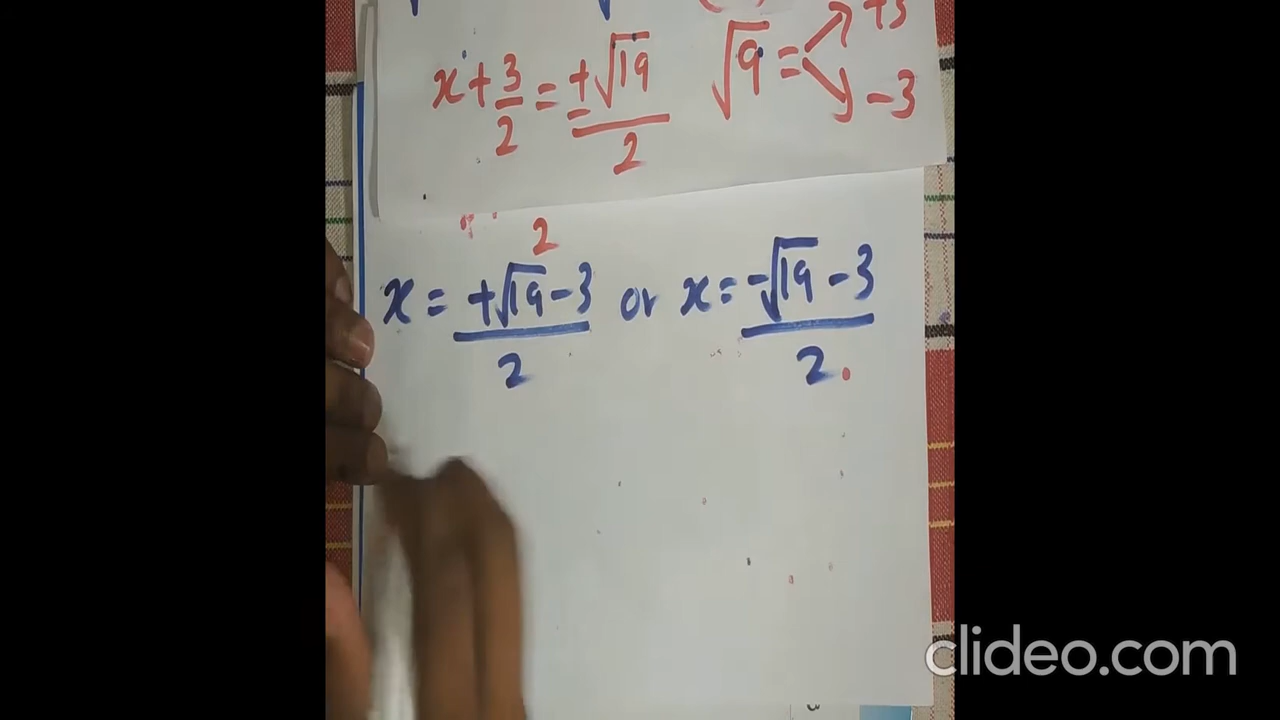 x + 3/2 = ±√19/2 √9 = +3
-3
2
x = +√19 - 3/2 or x = -√19 - 3/2
clideo.com